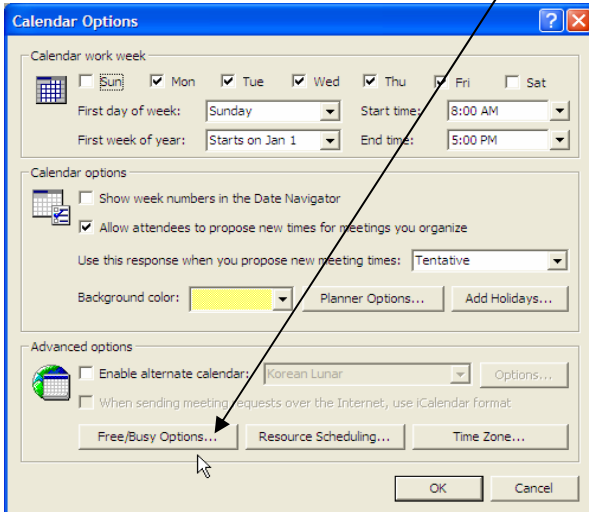 Calendar Options
Calendar work week
Sun Mon Tue Wed Thu Fri Sat
First day of week: Sunday Start time: 8:00 AM
First week of year: Starts on Jan 1 End time: 5:00 PM
Calendar options
Show week numbers in the Date Navigator
Allow attendees to propose new times for meetings you organize
Use this response when you propose new meeting times: Tentative
Background color: Planner Options... Add Holidays...
Advanced options
Enable alternate calendar: Korean Lunar Options...
When sending meeting requests over the Internet, use iCalendar format
Free/Busy Options... Resource Scheduling... Time Zone...
OK Cancel